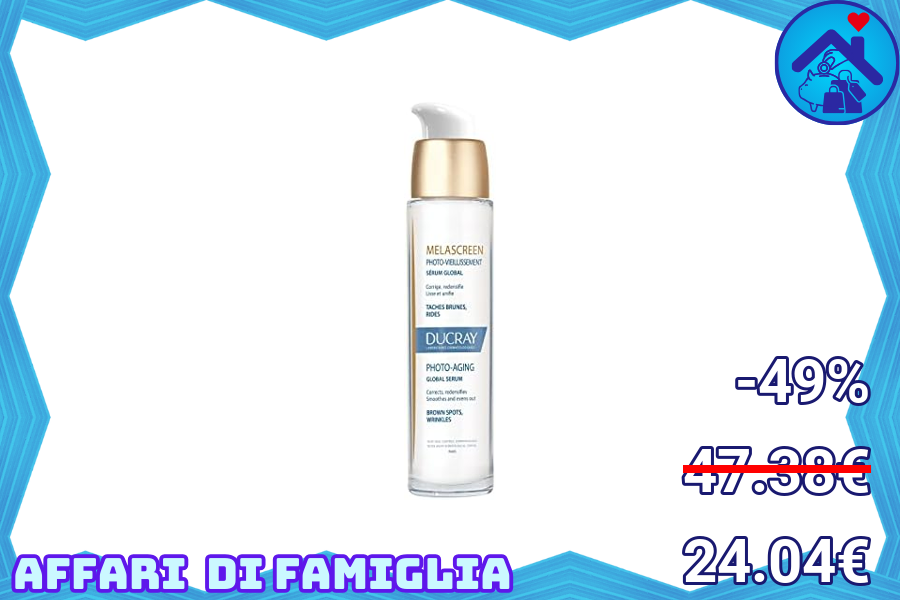 MELASCREEN
PHOTO-VIEILLISSEMENT
SÉRUM GLOBAL
Corrige, redensifie
Lisse et unifie
TACHES BRUNES,
RIDES
DUCRAY
PHOTO-AGING
GLOBAL SERUM
Corrects, redensifies
Smoothes and evens out
BROWN SPOTS,
WRINKLES
-49%
47.38€
24.04€
AFFARI DI FAMIGLIA